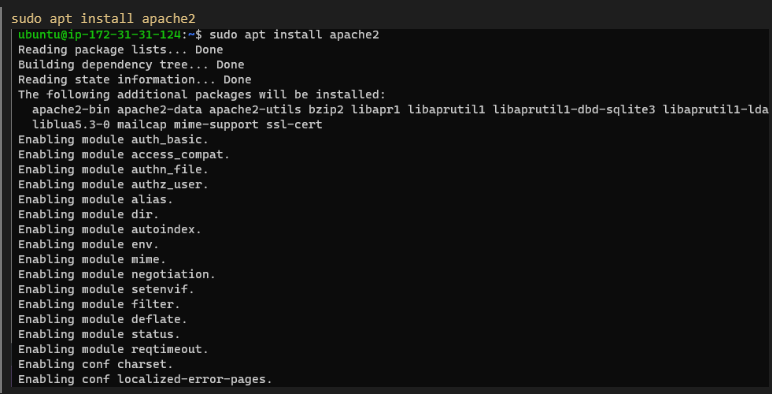 sudo apt install apache2
ubuntu@ip-172-31-31-124:~$ sudo apt install apache2
Reading package lists... Done
Building dependency tree... Done
Reading state information... Done
The following additional packages will be installed:
  apache2-bin apache2-data apache2-utils bzip2 libapr1 libaprutil1 libaprutil1-dbd-sqlite3 libaprutil1-lda
  liblua5.3-0 mailcap mime-support ssl-cert
Enabling module auth_basic.
Enabling module access_compat.
Enabling module authn_file.
Enabling module authz_user.
Enabling module alias.
Enabling module dir.
Enabling module autoindex.
Enabling module env.
Enabling module mime.
Enabling module negotiation.
Enabling module setenvif.
Enabling module filter.
Enabling module deflate.
Enabling module status.
Enabling module reqtimeout.
Enabling conf charset.
Enabling conf localized-error-pages.